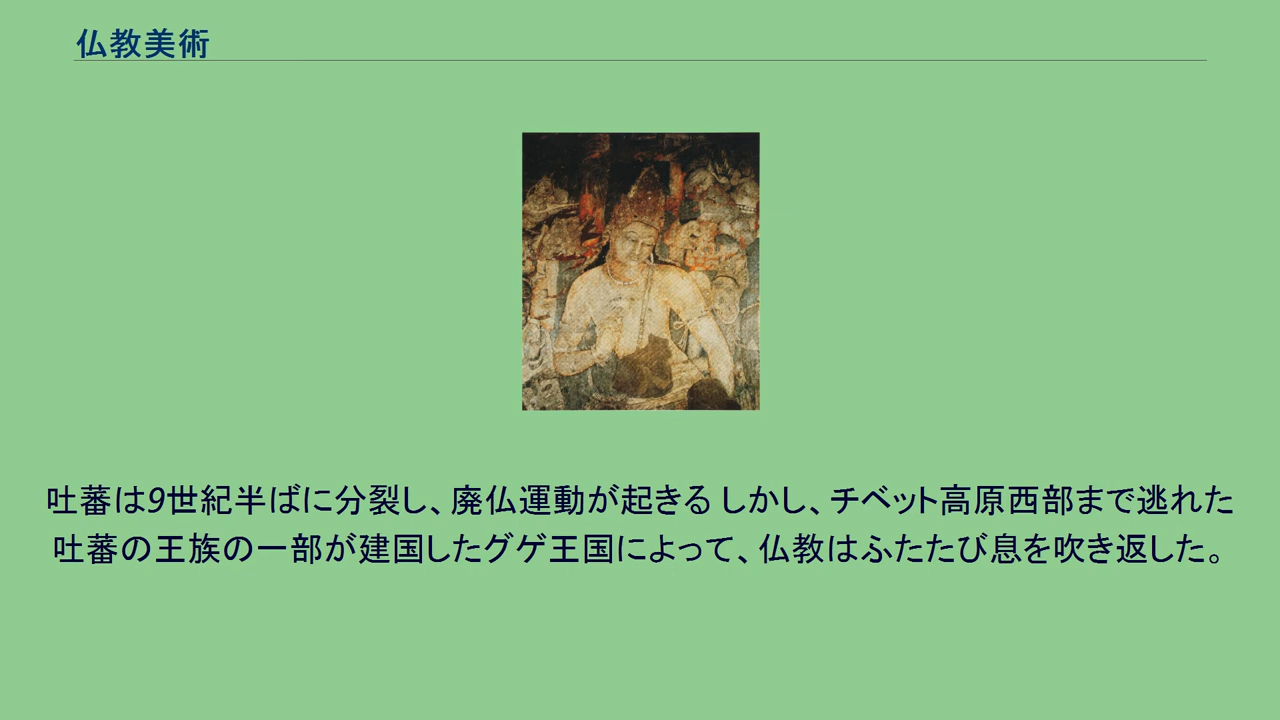 仏教美術
吐蕃は9世紀半ばに分裂し、廃仏運動が起きる しかし、チベット高原西部まで逃れた
吐蕃の王族の一部が建国したグゲ王国によって、仏教はふたたび息を吹き返した。